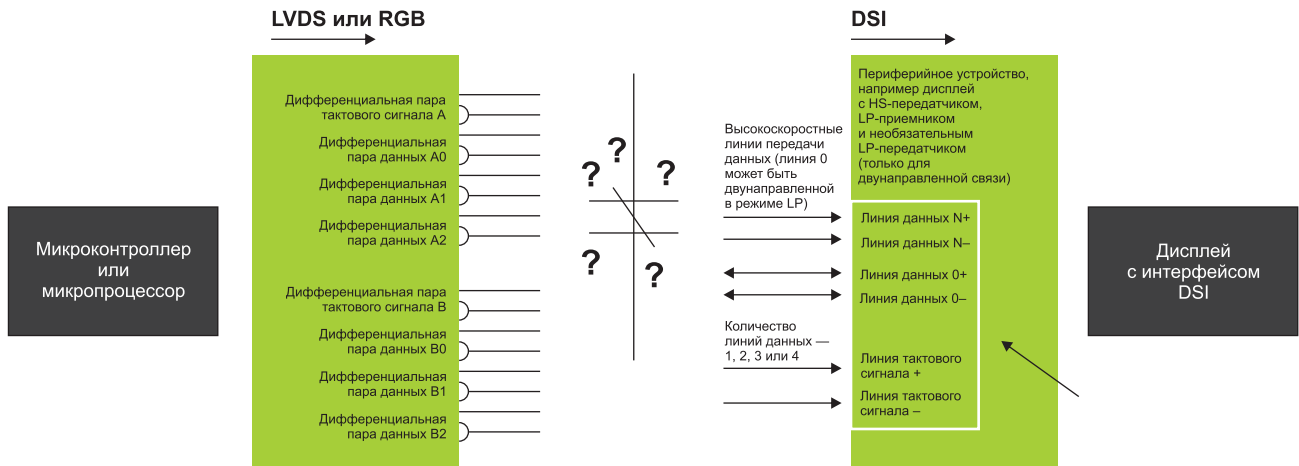 LVDS или RGB
DSI
Микроконтроллер
или
микропроцессор
Дифференциальная пара
тактового сигнала A
Дифференциальная
пара данных A0
Дифференциальная
пара данных A1
Дифференциальная
пара данных A2
Дифференциальная пара
тактового сигнала B
Дифференциальная
пара данных B0
Дифференциальная
пара данных B1
Дифференциальная
пара данных B2
?
?
?
?
?
Высокоскоростные
линии передачи
данных (линия 0
может быть
двунаправленной
в режиме LP)
Количество
линий данных —
1, 2, 3 или 4
Периферийное устройство,
например дисплей
с HS-передатчиком,
LP-приемником
и необязательным
LP-передатчиком
(только для
двунаправленной связи)
Линия данных N+
Линия данных N–
Линия данных 0+
Линия данных 0–
Линия тактового
сигнала +
Линия тактового
сигнала –
Дисплей
с интерфейсом
DSI